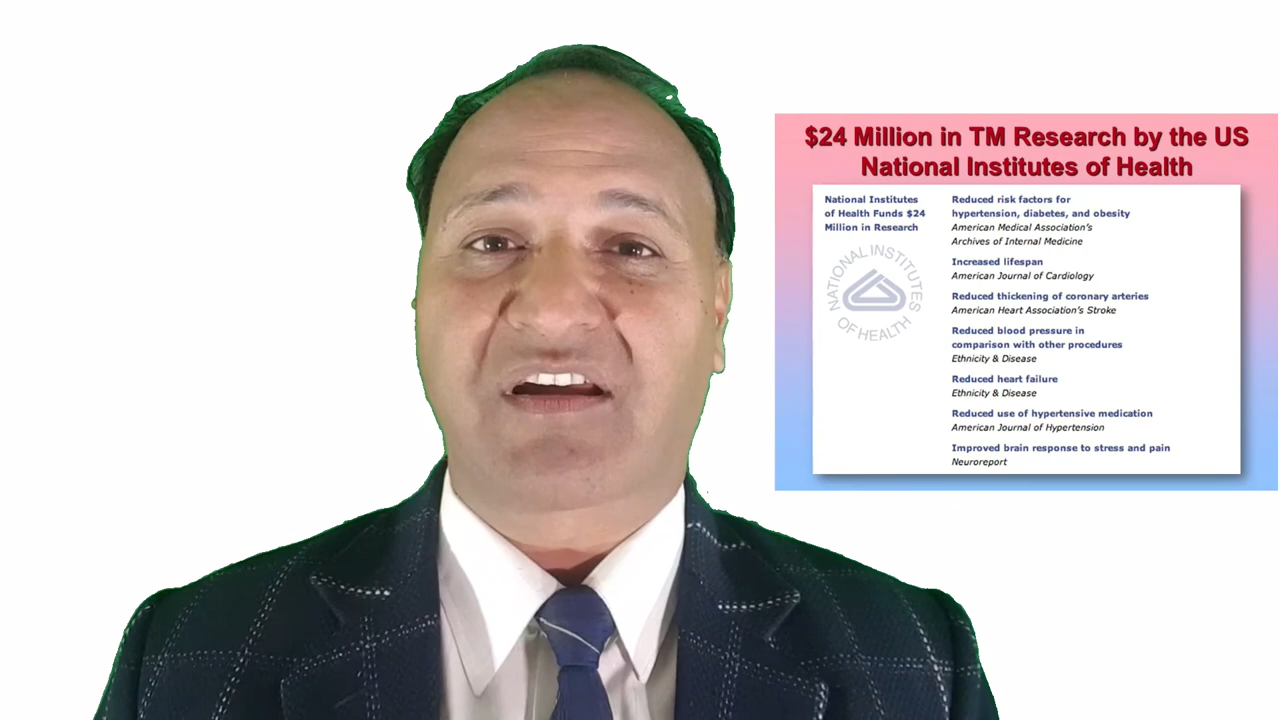 $24 Million in TM Research by the US
National Institutes of Health
National Institutes
of Health Funds $24
Million in Research
NATIONAL INSTITUTES
OF HEALTH
Reduced risk factors for
hypertension, diabetes, and obesity
American Medical Association's
Archives of Internal Medicine
Increased lifespan
American Journal of Cardiology
Reduced thickening of coronary arteries
American Heart Association's Stroke
Reduced blood pressure in
comparison with other procedures
Ethnicity & Disease
Reduced heart failure
Ethnicity & Disease
Reduced use of hypertensive medication
American Journal of Hypertension
Improved brain response to stress and pain
Neuroreport